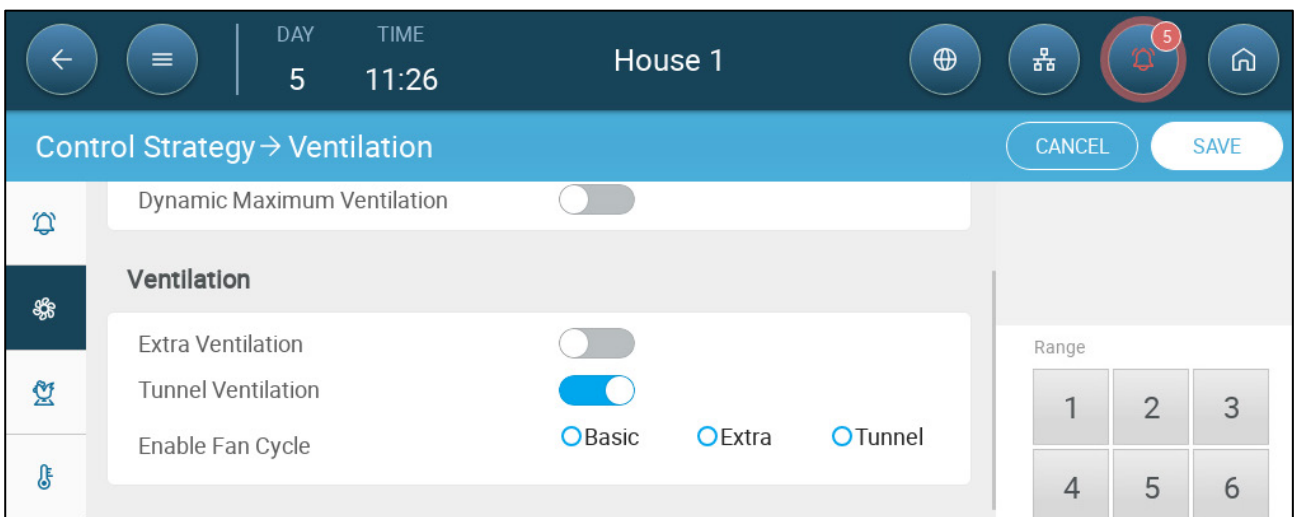 DAY TIME
5 11:26
House 1
5
Control Strategy → Ventilation
CANCEL
SAVE
Dynamic Maximum Ventilation
Ventilation
Extra Ventilation
Tunnel Ventilation
Enable Fan Cycle
Basic Extra Tunnel
Range
1 2 3
4 5 6